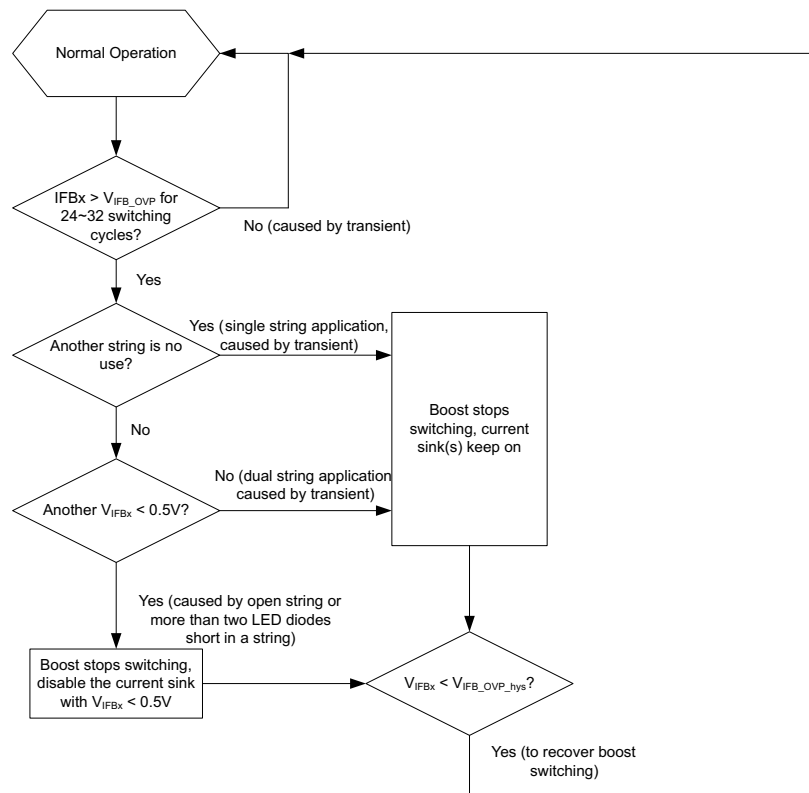 Normal Operation
IFBx > VIFB_OVP for
24~32 switching
cycles?
No (caused by transient)
Yes
Yes (single string application,
caused by transient)
Another string is no
use?
Boost stops
switching, current
sink(s) keep on
No
No (dual string application
caused by transient)
Another VIFBx < 0.5V?
Yes (caused by open string or
more than two LED diodes
short in a string)
Boost stops switching,
disable the current sink
with VIFBx < 0.5V
VIFBx < VIFB_OVP_hys?
Yes (to recover boost
switching)